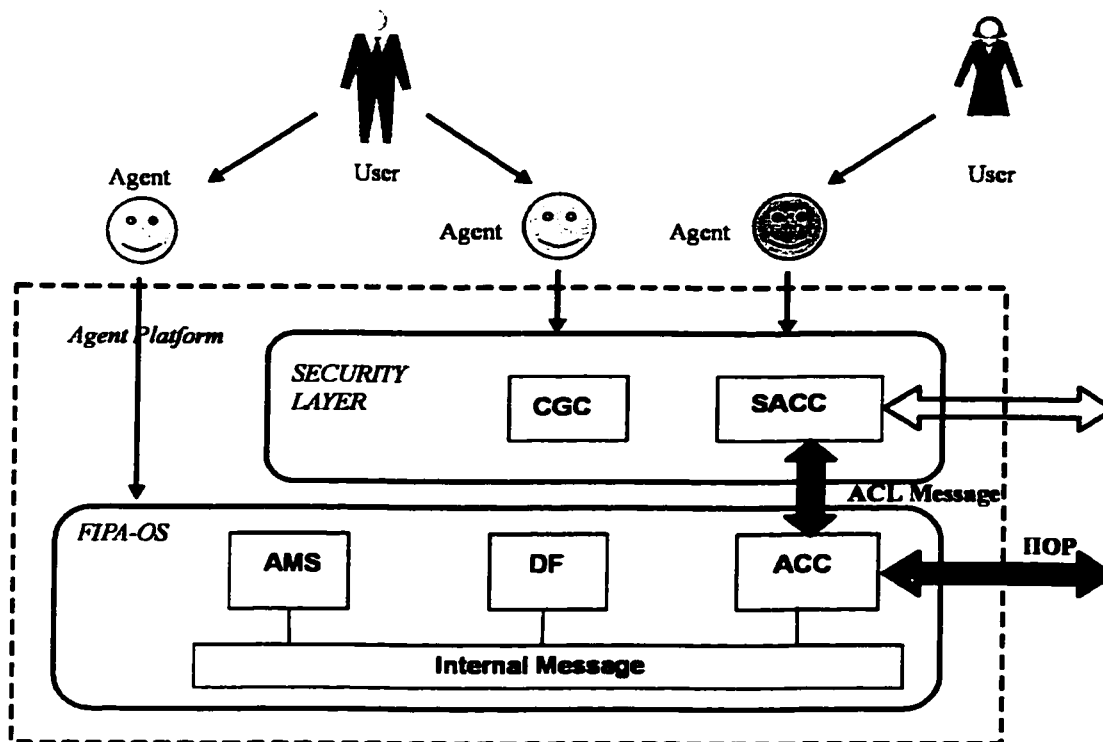 User
User
Agent
Agent
Agent
Agent Platform
SECURITY
LAYER
CGC
SACC
ACL Message
FIPA-OS
AMS
DF
ACC
IIOP
Internal Message